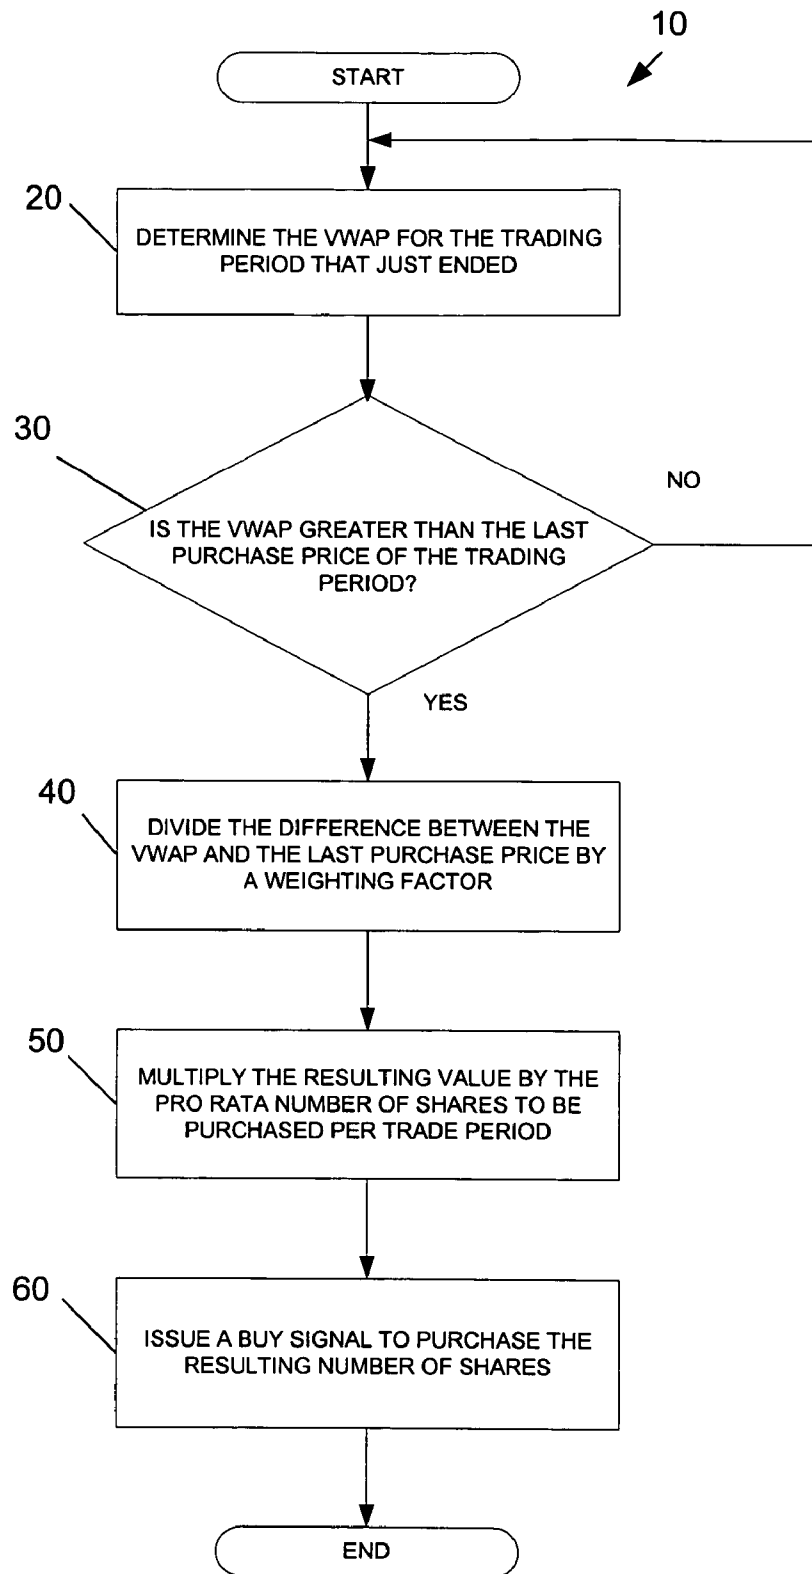 10
START
20
DETERMINE THE VWAP FOR THE TRADING
PERIOD THAT JUST ENDED
30
IS THE VWAP GREATER THAN THE LAST
PURCHASE PRICE OF THE TRADING
PERIOD?
NO
YES
40
DIVIDE THE DIFFERENCE BETWEEN THE
VWAP AND THE LAST PURCHASE PRICE BY
A WEIGHTING FACTOR
50
MULTIPLY THE RESULTING VALUE BY THE
PRO RATA NUMBER OF SHARES TO BE
PURCHASED PER TRADE PERIOD
60
ISSUE A BUY SIGNAL TO PURCHASE THE
RESULTING NUMBER OF SHARES
END